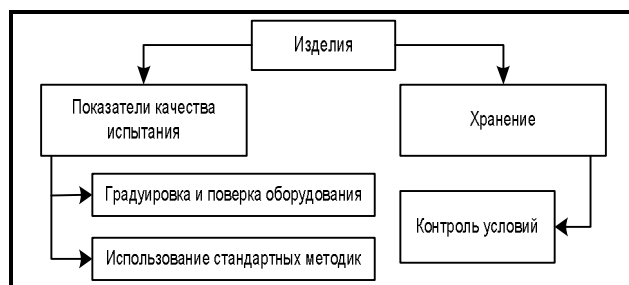 Изделия
Показатели качества
испытания
Хранение
Градуировка и поверка оборудования
Контроль условий
Использование стандартных методик